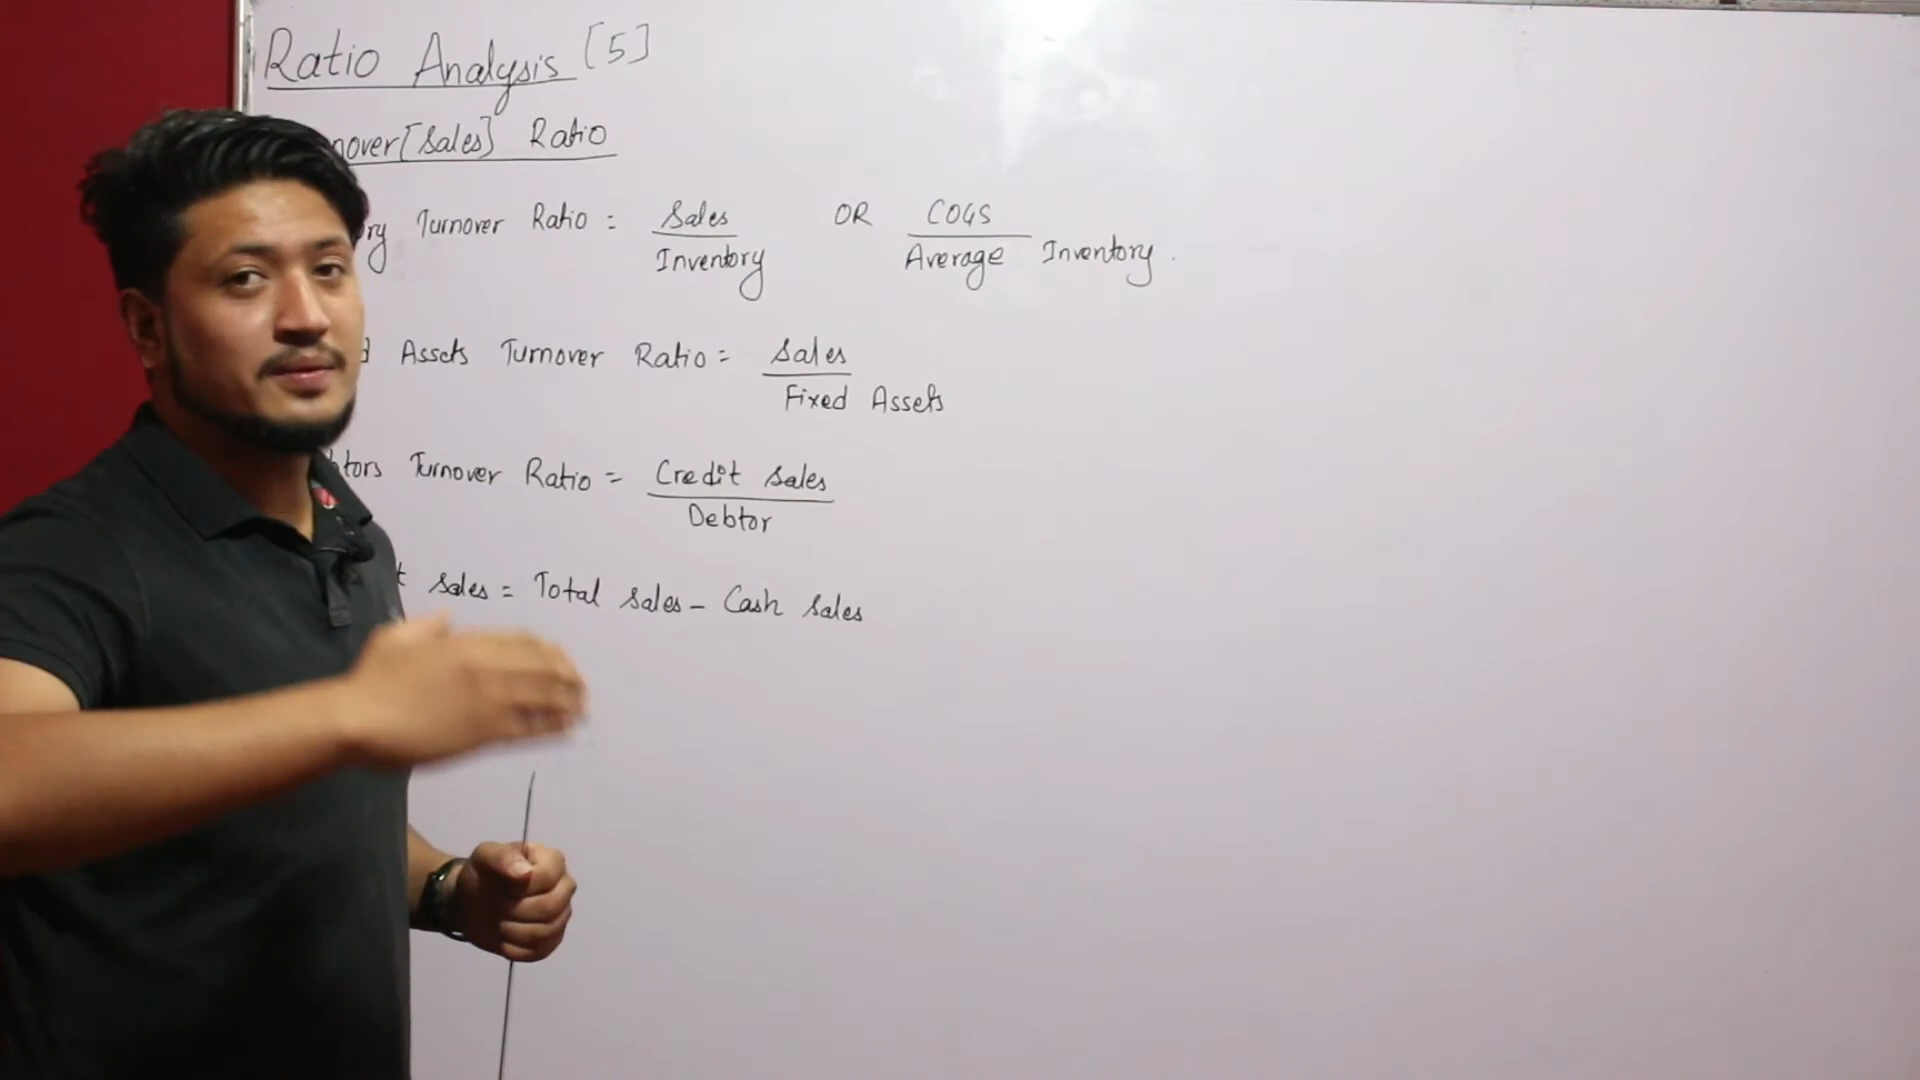 Ratio Analysis [5]
nover [Sales] Ratio
ry Turnover Ratio = Sales / Inventory OR COGS / Average Inventory.
d Assets Turnover Ratio = Sales / Fixed Assets
tors Turnover Ratio = Credit Sales / Debtor
t Sales = Total Sales - Cash Sales